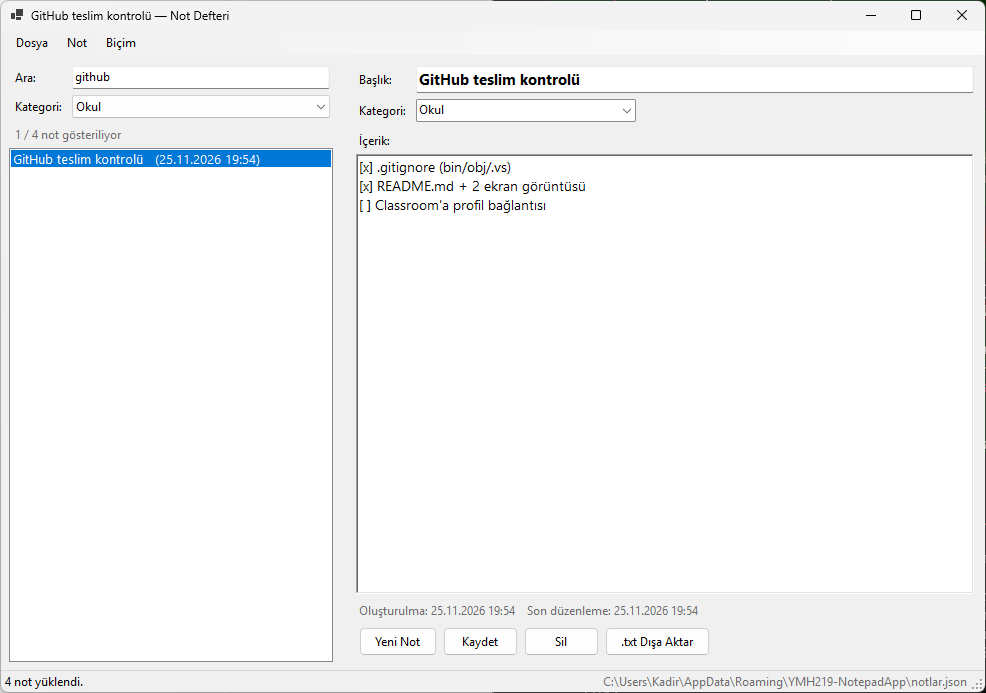 GitHub teslim kontrolü — Not Defteri
Dosya Not Biçim
Ara: github
Kategori: Okul
1 / 4 not gösteriliyor
GitHub teslim kontrolü (25.11.2026 19:54)
Başlık: GitHub teslim kontrolü
Kategori: Okul
İçerik:
[x] .gitignore (bin/obj/.vs)
[x] README.md + 2 ekran görüntüsü
[ ] Classroom'a profil bağlantısı
Oluşturulma: 25.11.2026 19:54 Son düzenleme: 25.11.2026 19:54
Yeni Not Kaydet Sil .txt Dışa Aktar
4 not yüklendi. C:\Users\Kadir\AppData\Roaming\YMH219-NotepadApp\notlar.json